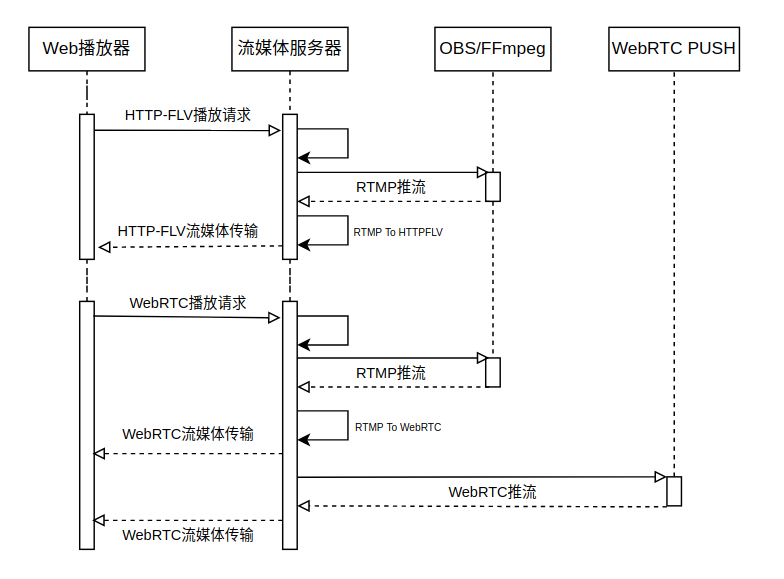 Web播放器
流媒体服务器
OBS/FFmpeg
WebRTC PUSH
HTTP-FLV播放请求
RTMP推流
HTTP-FLV流媒体传输
RTMP To HTTPFLV
WebRTC播放请求
RTMP推流
RTMP To WebRTC
WebRTC流媒体传输
WebRTC推流
WebRTC流媒体传输